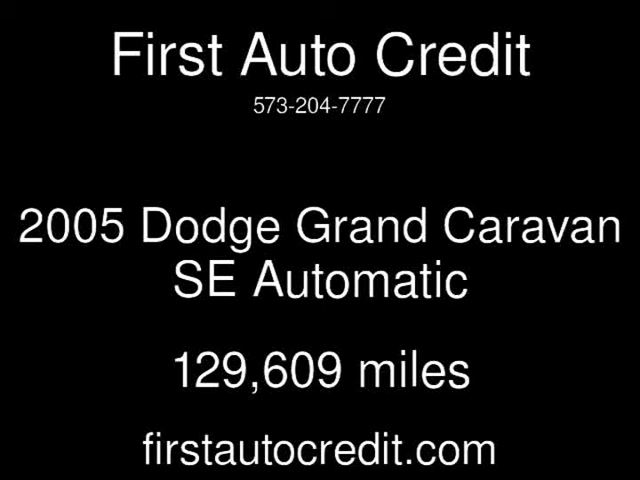 First Auto Credit
573-204-7777
2005 Dodge Grand Caravan
SE Automatic
129,609 miles
firstautocredit.com